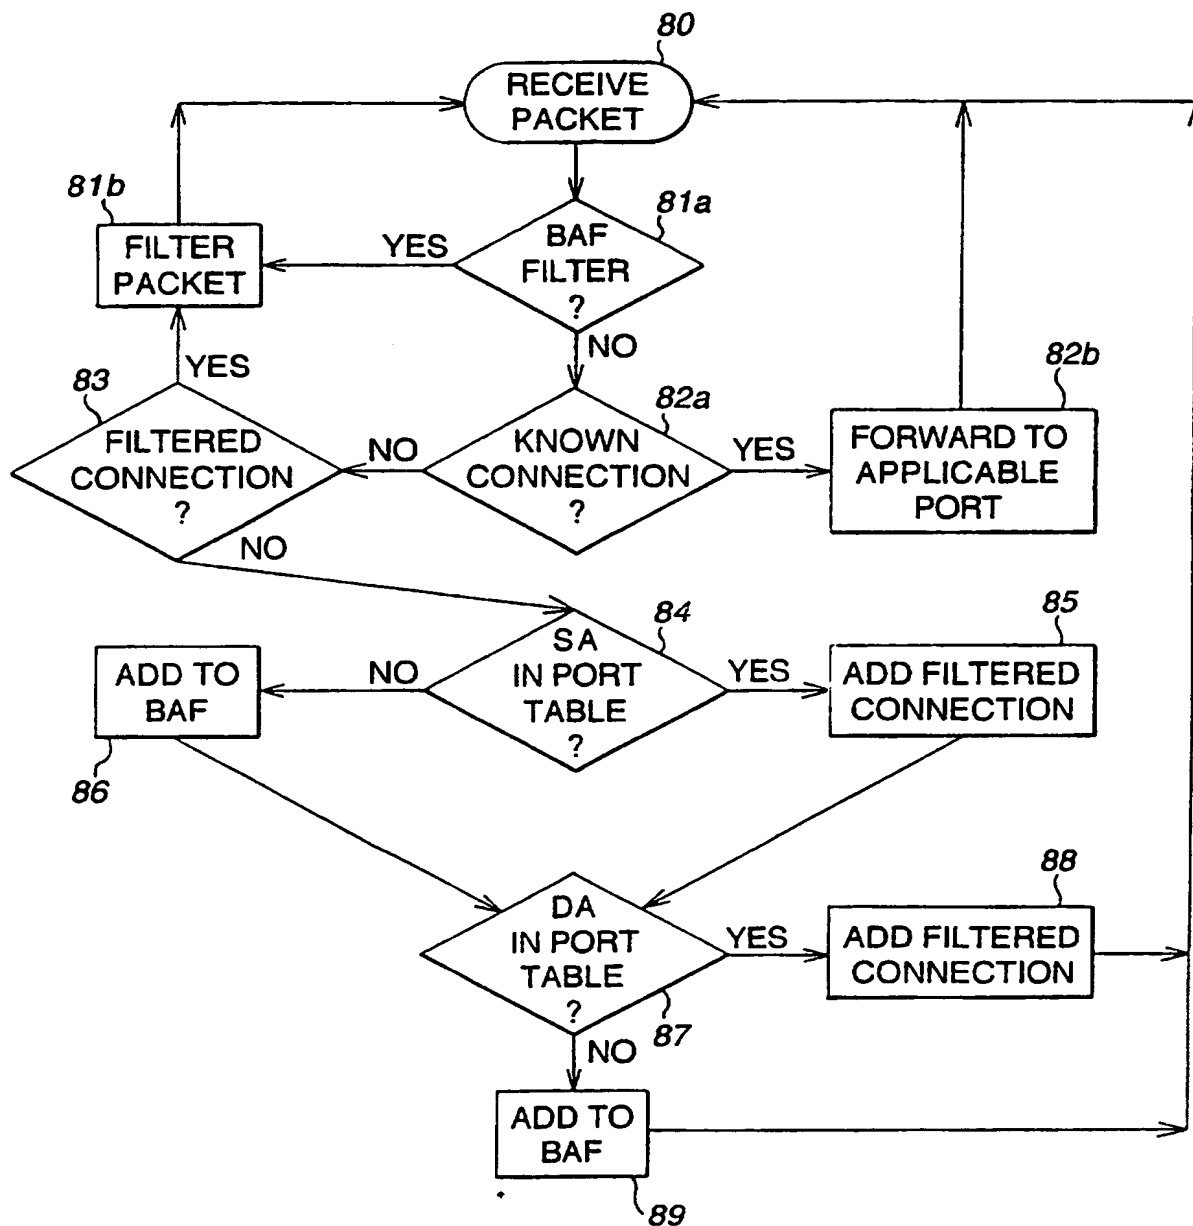 80
RECEIVE
PACKET
81b
FILTER
PACKET
YES
81a
BAF
FILTER
?
NO
YES
83
FILTERED
CONNECTION
?
NO
82a
KNOWN
CONNECTION
?
YES
82b
FORWARD TO
APPLICABLE
PORT
NO
84
SA
IN PORT
TABLE
?
NO
ADD TO
BAF
86
YES
85
ADD FILTERED
CONNECTION
DA
IN PORT
TABLE
?
87
YES
88
ADD FILTERED
CONNECTION
NO
ADD TO
BAF
89